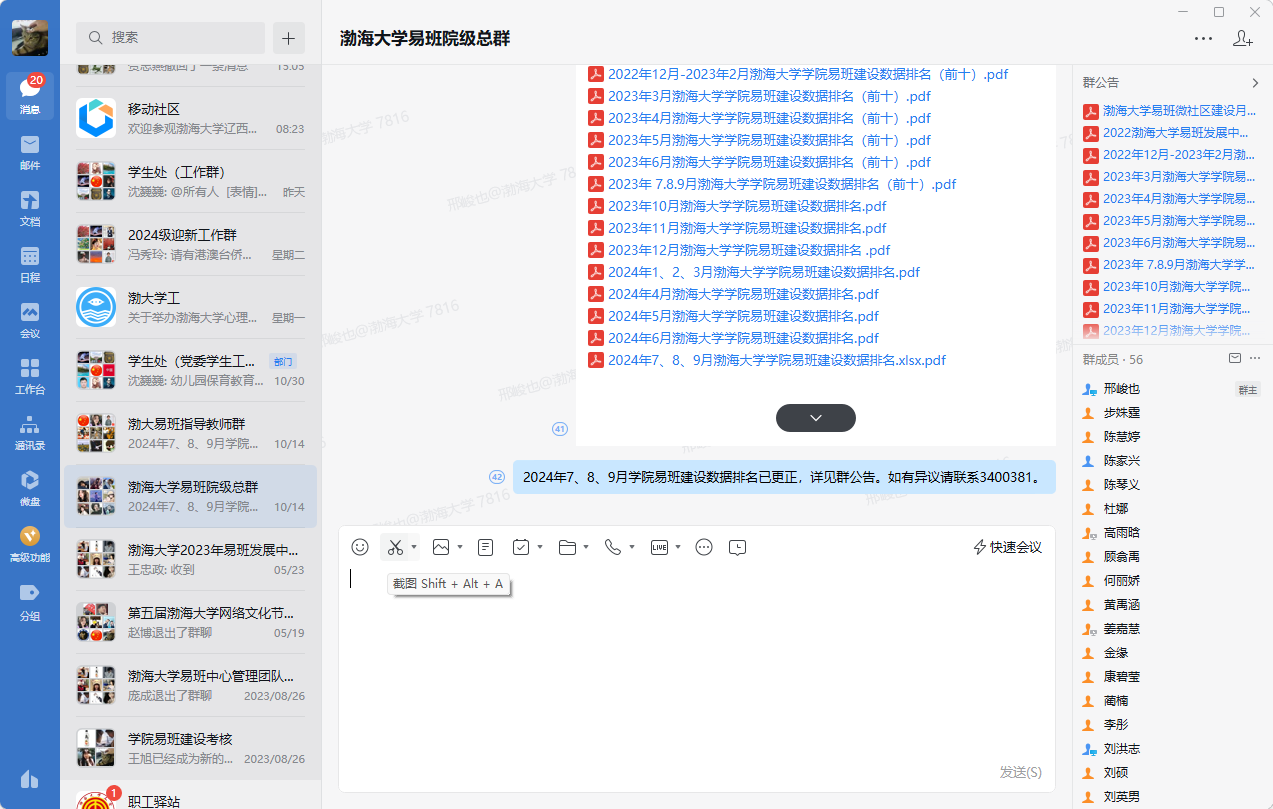 搜索
渤海大学易班院级总群
20
消息
邮件
文档
日程
会议
工作台
通讯录
微盘
高级功能
分组
15:05
移动社区
欢迎参观渤海大学辽西... 08:23
学生处（工作群）
沈巍巍: @所有人 [表情]... 昨天
2024级迎新工作群
冯秀玲: 请有港澳台侨... 星期二
渤大学工
关于举办渤海大学心理... 星期一
学生处（党委学生工... 部门
沈巍巍: 幼儿园保育教育... 10/30
渤大易班指导教师群
2024年7、8、9月学院... 10/14
渤海大学易班院级总群
2024年7、8、9月学院... 10/14
渤海大学2023年易班发展中...
王忠政: 收到 05/23
第五届渤海大学网络文化节...
赵博退出了群聊 05/19
渤海大学易班中心管理团队...
庞成退出了群聊 2023/08/26
学院易班建设考核
王旭已经成为新的... 2023/08/26
1
职工驿站
2022年12月-2023年2月渤海大学学院易班建设数据排名（前十）.pdf
2023年3月渤海大学学院易班建设数据排名（前十）.pdf
2023年4月渤海大学学院易班建设数据排名（前十）.pdf
2023年5月渤海大学学院易班建设数据排名（前十）.pdf
2023年6月渤海大学学院易班建设数据排名（前十）.pdf
2023年 7.8.9月渤海大学学院易班建设数据排名（前十）.pdf
2023年10月渤海大学学院易班建设数据排名.pdf
2023年11月渤海大学学院易班建设数据排名.pdf
2023年12月渤海大学学院易班建设数据排名 .pdf
2024年1、2、3月渤海大学学院易班建设数据排名.pdf
2024年4月渤海大学学院易班建设数据排名.pdf
2024年5月渤海大学学院易班建设数据排名.pdf
2024年6月渤海大学学院易班建设数据排名.pdf
2024年7、8、9月渤海大学学院易班建设数据排名.xlsx.pdf
41
42
2024年7、8、9月学院易班建设数据排名已更正，详见群公告。如有异议请联系3400381。
邢峻也@渤海大学 7816
LIVE
快速会议
截图 Shift + Alt + A
发送(S)
群公告
渤海大学易班微社区建设月...
2022渤海大学易班发展中...
2022年12月-2023年2月渤...
2023年3月渤海大学学院易...
2023年4月渤海大学学院易...
2023年5月渤海大学学院易...
2023年6月渤海大学学院易...
2023年 7.8.9月渤海大学学...
2023年10月渤海大学学院...
2023年11月渤海大学学院...
2023年12月渤海大学学院...
群成员 · 56
邢峻也 群主
步姝霆
陈慧婷
陈家兴
陈琴义
杜娜
高雨晗
顾畲禹
何丽娇
黄禹涵
姜嘉慧
金缘
康碧莹
蔺楠
李彤
刘洪志
刘硕
刘英男